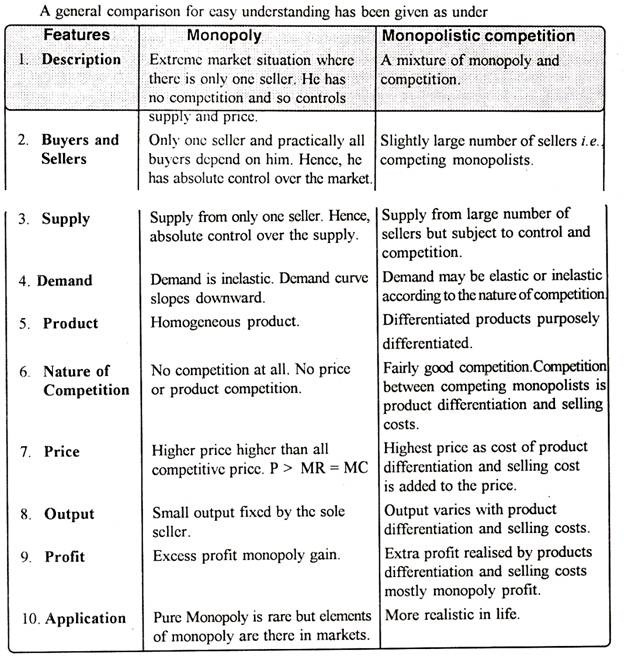 A general comparison for easy understanding has been given as under
Features Monopoly Monopolistic competition
1. Description Extreme market situation where A mixture of monopoly and
there is only one seller. He has competition.
no competition and so controls
supply and price.
2. Buyers and Only one seller and practically all Slightly large number of sellers i.e.,
Sellers buyers depend on him. Hence, he competing monopolists.
has absolute control over the market.
3. Supply Supply from only one seller. Hence, Supply from large number of
absolute control over the supply. sellers but subject to control and
competition.
4. Demand Demand is inelastic. Demand curve Demand may be elastic or inelastic
slopes downward. according to the nature of competition
5. Product Homogeneous product. Differentiated products purposely
differentiated.
6. Nature of No competition at all. No price Fairly good competition.Competition
Competition or product competition. between competing monopolists is
product differentiation and selling
costs.
7. Price Higher price higher than all Highest price as cost of product
competitive price. P > MR = MC differentiation and selling cost
is added to the price.
8. Output Small output fixed by the sole Output varies with product
seller. differentiation and selling costs.
9. Profit Excess profit monopoly gain. Extra profit realised by products
differentiation and selling costs
mostly monopoly profit.
10. Application Pure Monopoly is rare but elements More realistic in life.
of monopoly are there in markets.